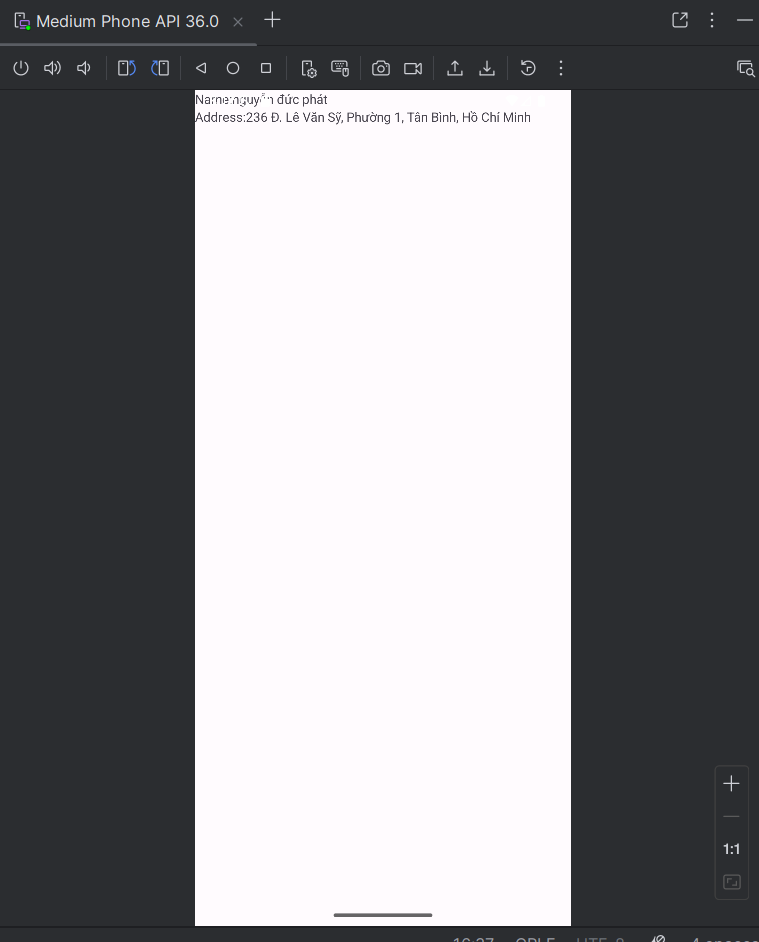 Medium Phone API 36.0
Name:nguyễn đức phát
Address:236 Đ. Lê Văn Sỹ, Phường 1, Tân Bình, Hồ Chí Minh
1:1